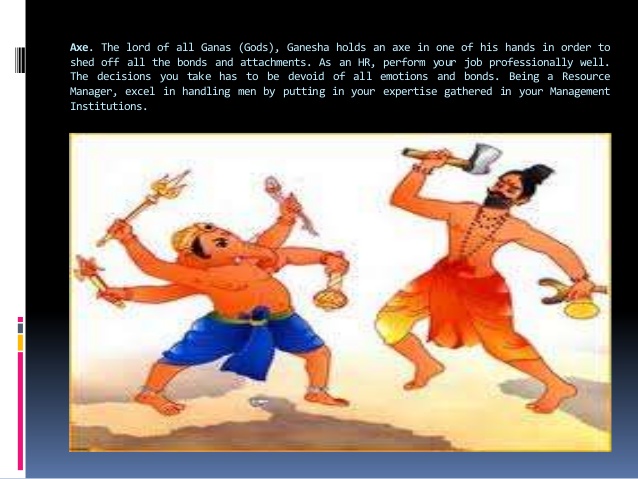 Axe. The lord of all Ganas (Gods), Ganesha holds an axe in one of his hands in order to
shed off all the bonds and attachments. As an HR, perform your job professionally well.
The decisions you take has to be devoid of all emotions and bonds. Being a Resource
Manager, excel in handling men by putting in your expertise gathered in your Management
Institutions.